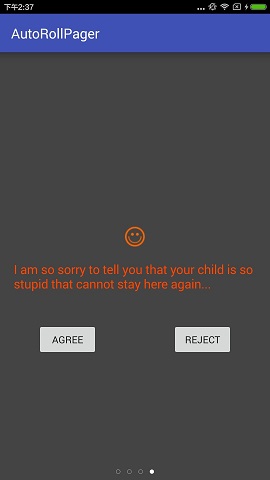 下午2:37
AutoRollPager
I am so sorry to tell you that your child is so
stupid that cannot stay here again...
AGREE
REJECT